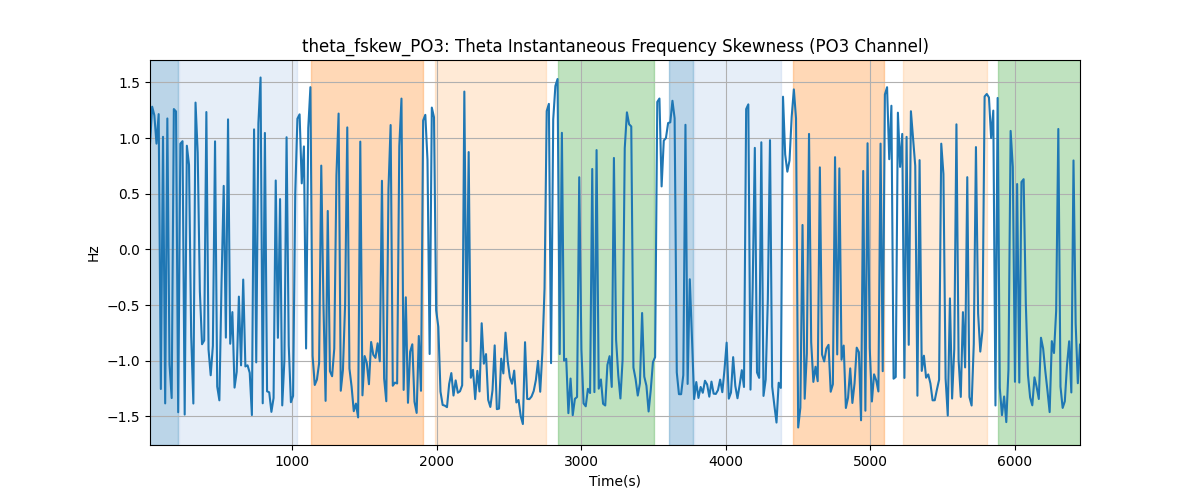 theta_fskew_PO3: Theta Instantaneous Frequency Skewness (PO3 Channel)
1.5
1.0
0.5
0.0
−0.5
−1.0
−1.5
Hz
1000 2000 3000 4000 5000 6000
Time(s)